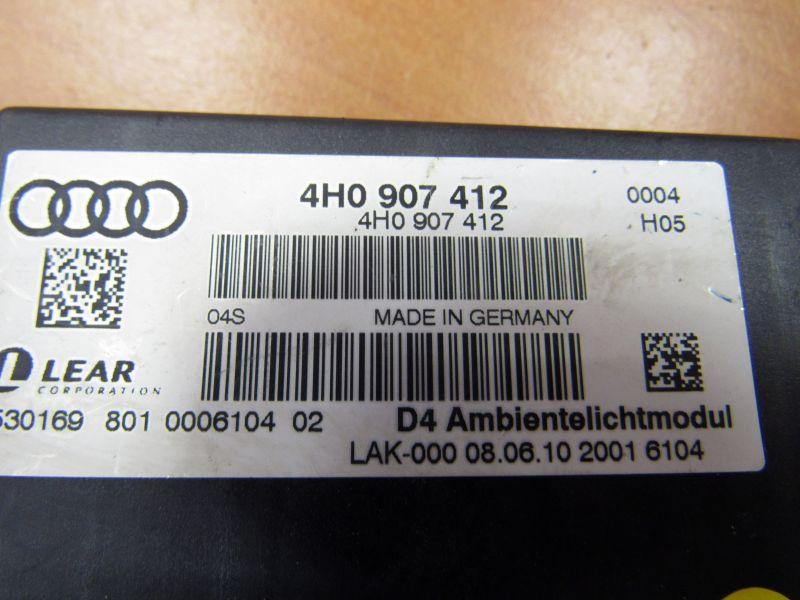 4H0 907 412 0004
4H0 907 412 H05
04S MADE IN GERMANY
LEAR
CORPORATION
530169 801 0006104 02 D4 Ambientelichtmodul
LAK-000 08.06.10 2001 6104